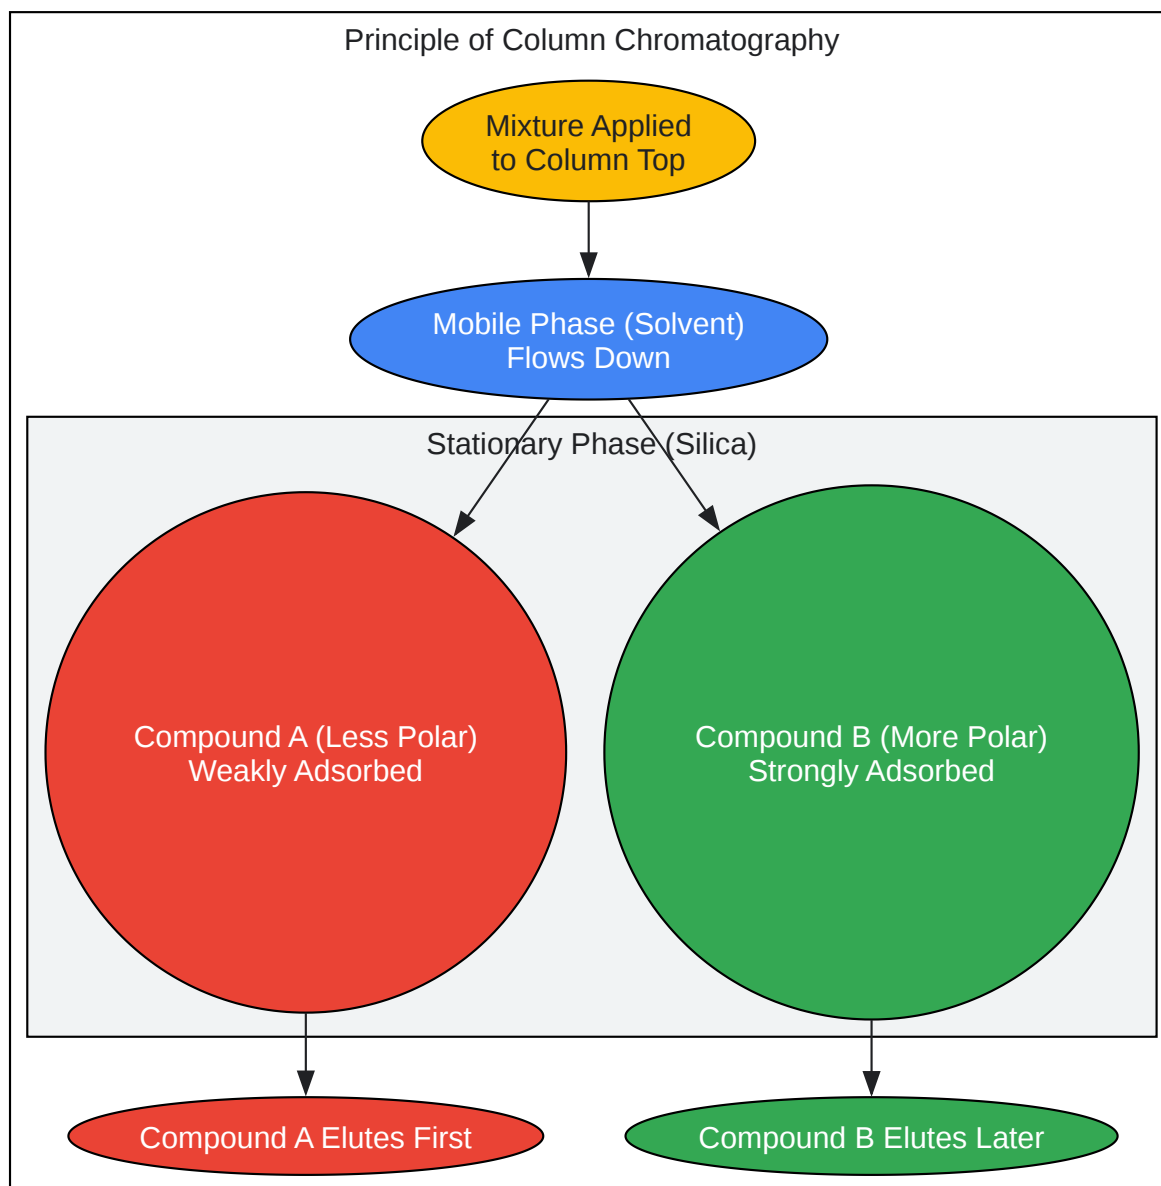 Principle of Column Chromatography
Mixture Applied
to Column Top
Mobile Phase (Solvent)
Flows Down
Stationary Phase (Silica)
Compound A (Less Polar)
Weakly Adsorbed
Compound B (More Polar)
Strongly Adsorbed
Compound A Elutes First
Compound B Elutes Later